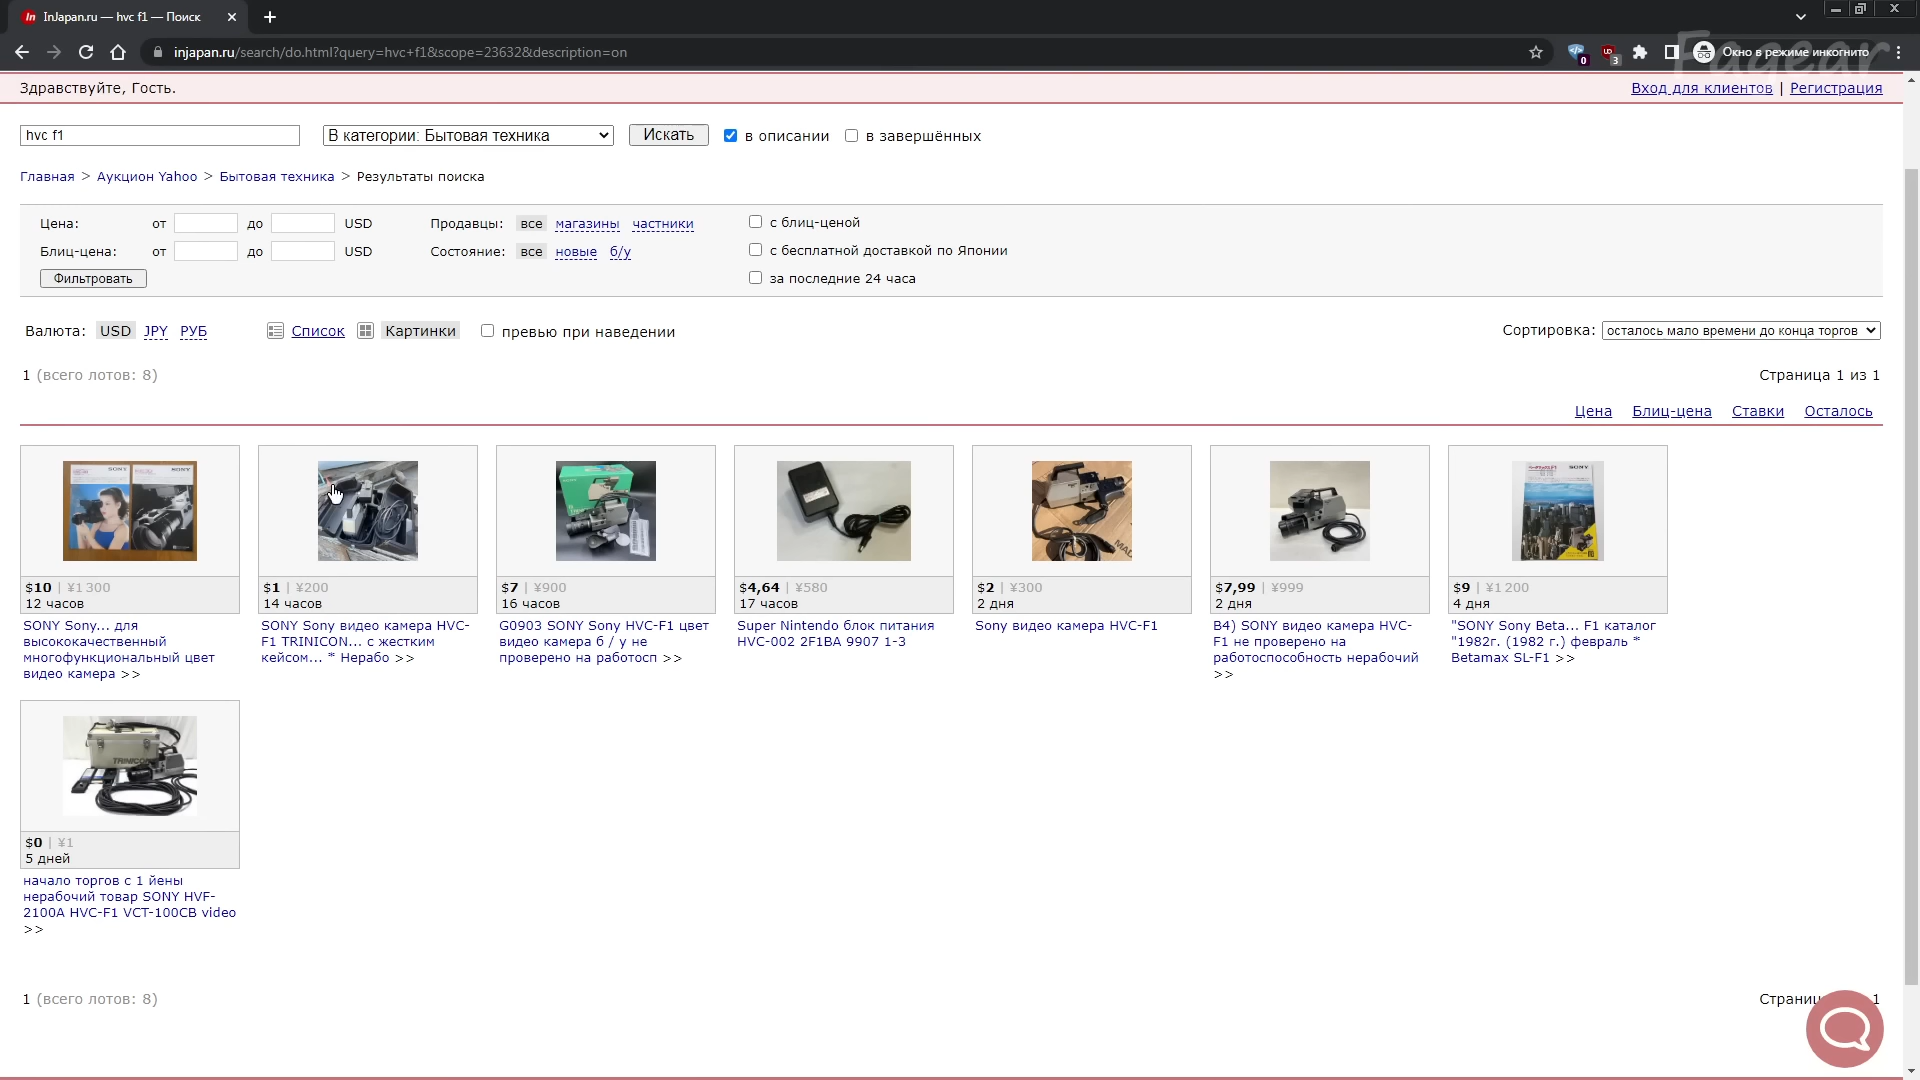 InJapan.ru — hvc f1 — Поиск
injapan.ru/search/do.html?query=hvc+f1&scope=23632&description=on
0
3
Окно в режиме инкогнито
Fagear
Здравствуйте, Гость.
Вход для клиентов | Регистрация
hvc f1
В категории: Бытовая техника
Искать
в описании
в завершённых
Главная > Аукцион Yahoo > Бытовая техника > Результаты поиска
Цена: от до USD
Продавцы: все магазины частники
с блиц-ценой
Блиц-цена: от до USD
Состояние: все новые б/у
с бесплатной доставкой по Японии
Фильтровать
за последние 24 часа
Валюта: USD JPY РУБ
Список
Картинки
превью при наведении
Сортировка: осталось мало времени до конца торгов
1 (всего лотов: 8)
Страница 1 из 1
Цена Блиц-цена Ставки Осталось
$10 | ¥1 300
12 часов
SONY Sony... для
высококачественный
многофункциональный цвет
видео камера >>
$1 | ¥200
14 часов
SONY Sony видео камера HVC-
F1 TRINICON... с жестким
кейсом... * Нерабо >>
$7 | ¥900
16 часов
G0903 SONY Sony HVC-F1 цвет
видео камера б / у не
проверено на работосп >>
$4,64 | ¥580
17 часов
Super Nintendo блок питания
HVC-002 2F1BA 9907 1-3
$2 | ¥300
2 дня
Sony видео камера HVC-F1
$7,99 | ¥999
2 дня
B4) SONY видео камера HVC-
F1 не проверено на
работоспособность нерабочий
>>
SONY
$9 | ¥1 200
4 дня
"SONY Sony Beta... F1 каталог
"1982г. (1982 г.) февраль *
Betamax SL-F1 >>
TRINICON
$0 | ¥1
5 дней
начало торгов с 1 йены
нерабочий товар SONY HVF-
2100A HVC-F1 VCT-100CB video
>>
1 (всего лотов: 8)
1